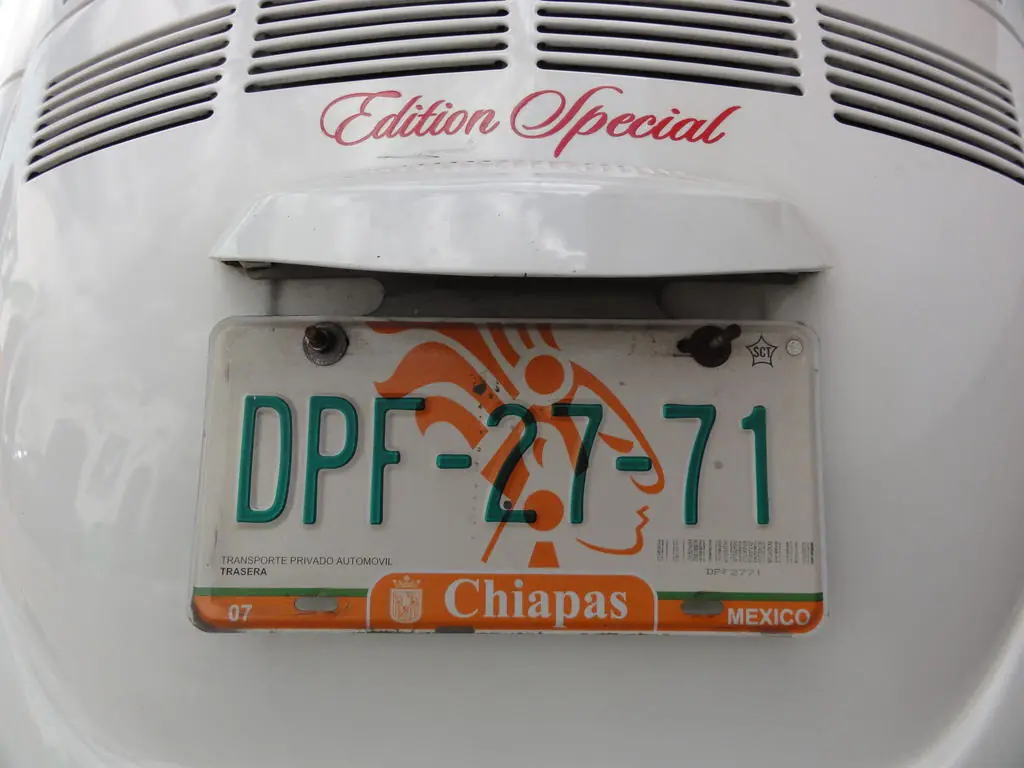 Edition Special
SCT
DPF-27-71
TRANSPORTE PRIVADO AUTOMOVIL
TRASERA
DPF2771
07
Chiapas
MEXICO